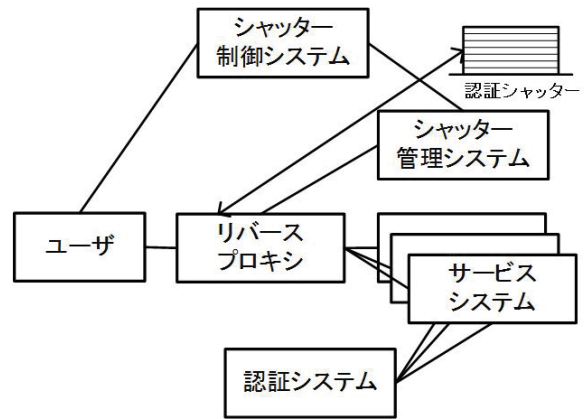 シャッター
制御システム
認証シャッター
シャッター
管理システム
ユーザ
リバース
プロキシ
サービス
システム
認証システム